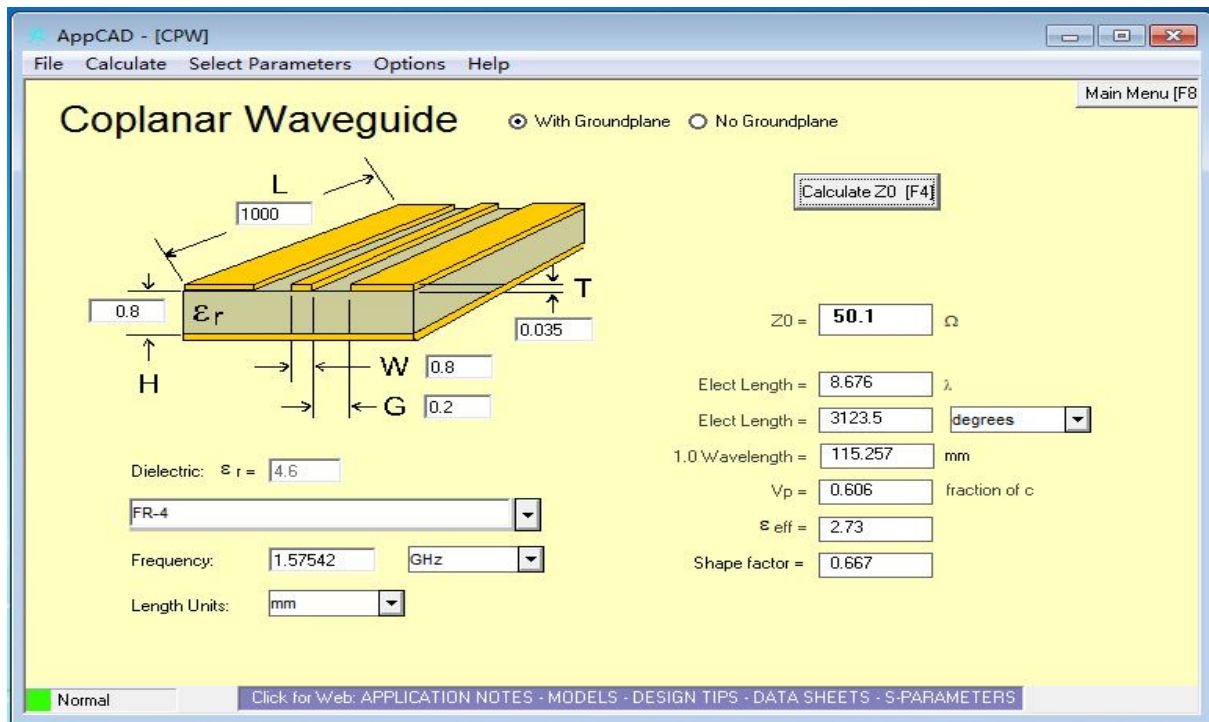 AppCAD - [CPW]
File Calculate Select Parameters Options Help
Main Menu [F8
Coplanar Waveguide
With Groundplane No Groundplane
L
1000
Calculate Z0 [F4]
0.8
εr
T
0.035
H
W 0.8
G 0.2
Z0 = 50.1 Ω
Elect Length = 8.676 λ
Elect Length = 3123.5 degrees
1.0 Wavelength = 115.257 mm
Vp = 0.606 fraction of c
ε eff = 2.73
Shape factor = 0.667
Dielectric: ε r = 4.6
FR-4
Frequency: 1.57542 GHz
Length Units: mm
Normal
Click for Web: APPLICATION NOTES - MODELS - DESIGN TIPS - DATA SHEETS - S-PARAMETERS